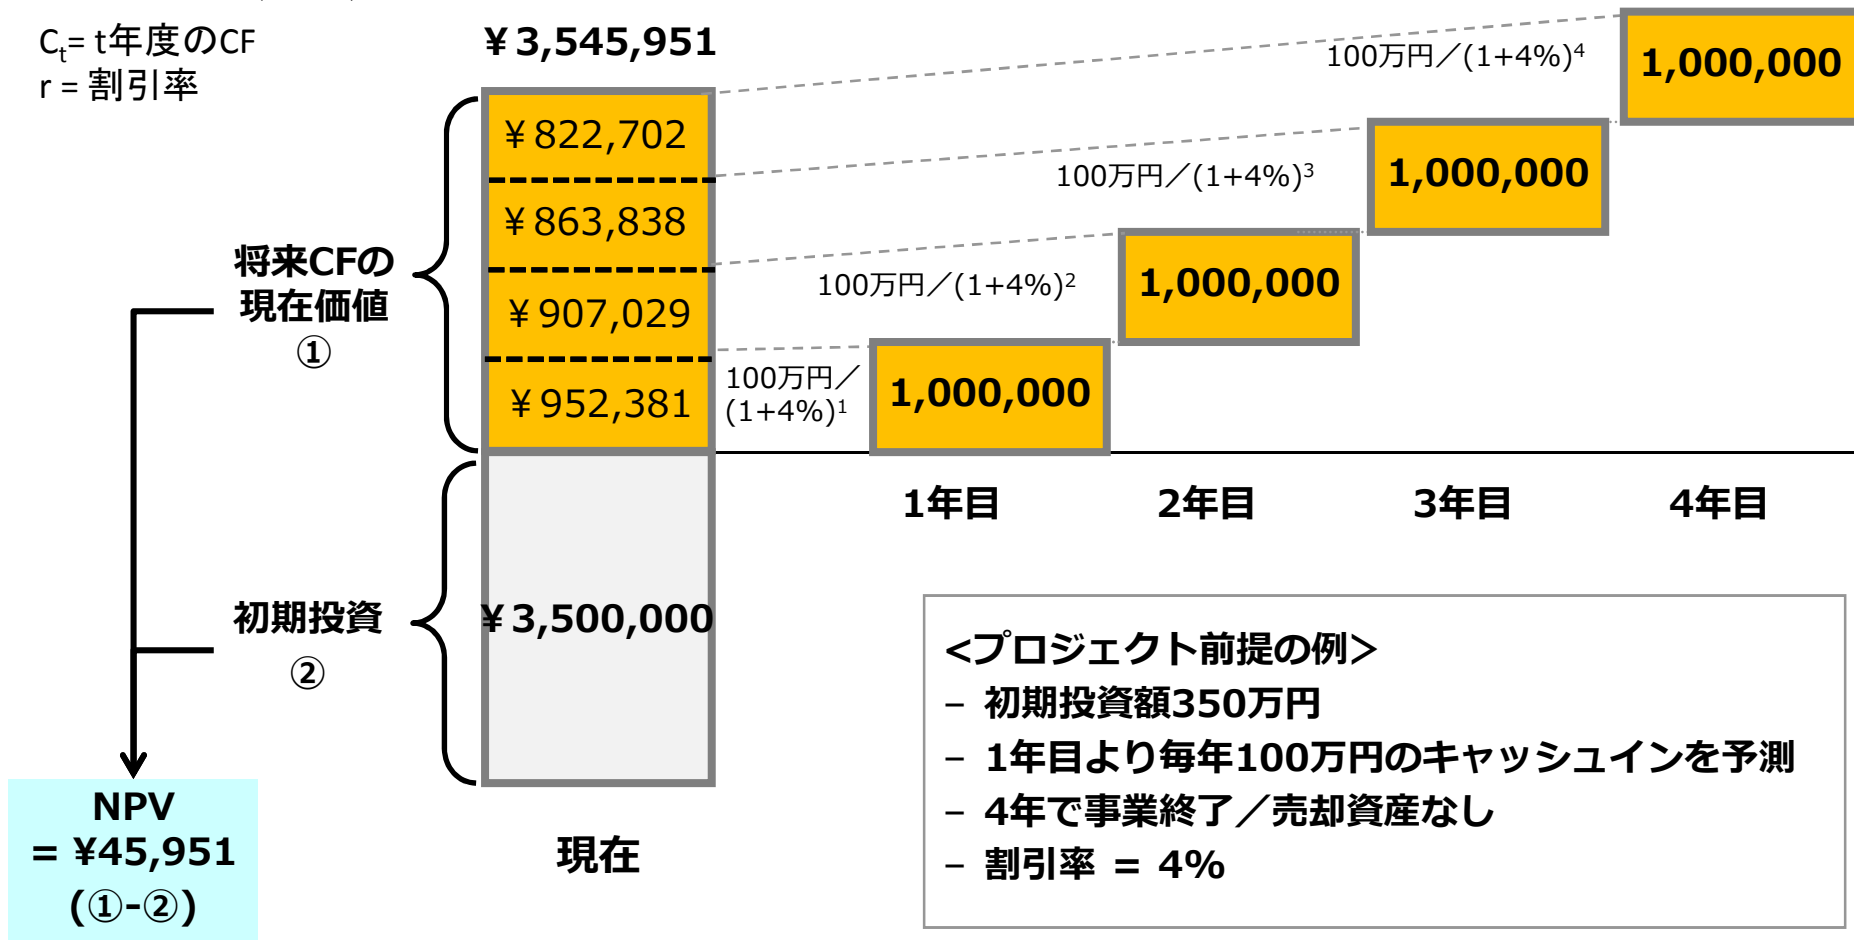 Ct= t年度のCF
r = 割引率
¥3,545,951
¥822,702
¥863,838
¥907,029
¥952,381
将来CFの
現在価値
①
初期投資
②
¥3,500,000
NPV
= ¥45,951
(①-②)
現在
100万円／(1+4%)4
1,000,000
100万円／(1+4%)3
1,000,000
100万円／(1+4%)2
1,000,000
100万円／
(1+4%)1
1,000,000
1年目
2年目
3年目
4年目
<プロジェクト前提の例>
– 初期投資額350万円
– 1年目より毎年100万円のキャッシュインを予測
– 4年で事業終了／売却資産なし
– 割引率 = 4%